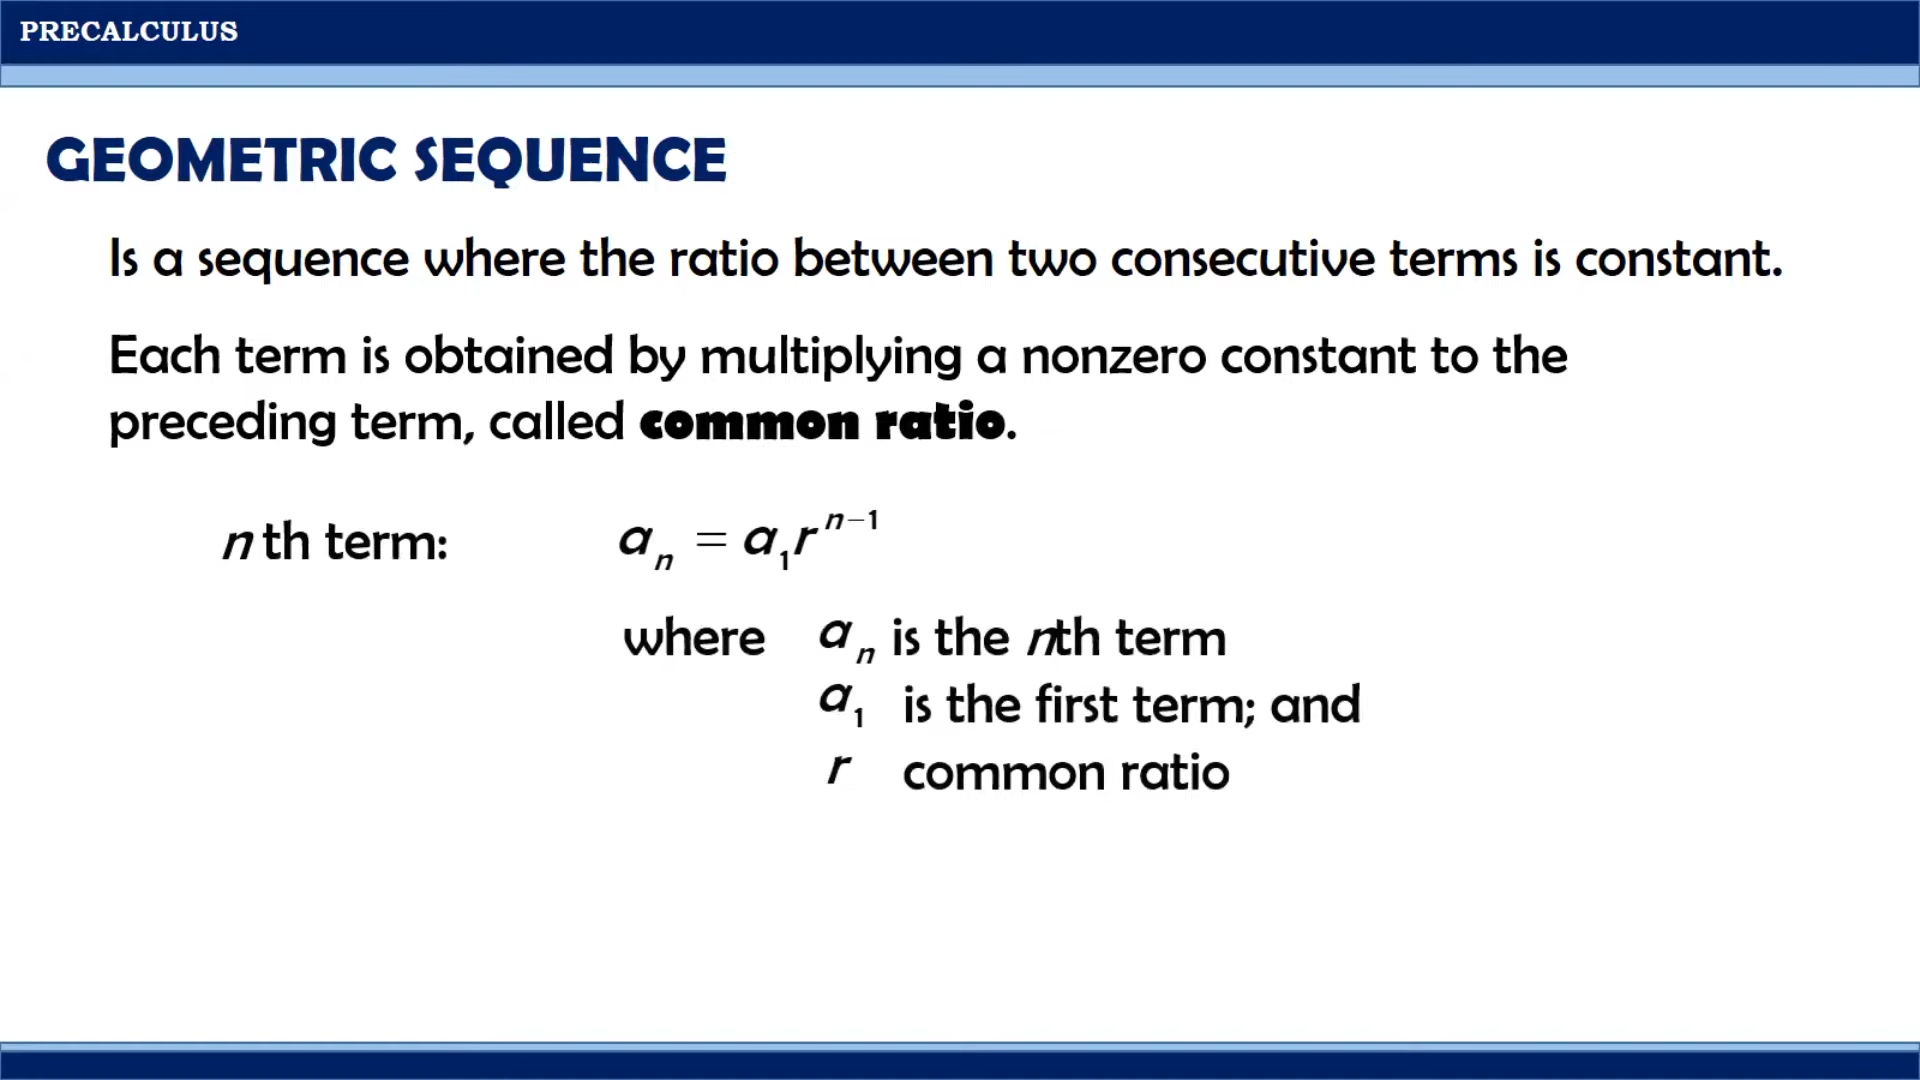 PRECALCULUS
GEOMETRIC SEQUENCE
Is a sequence where the ratio between two consecutive terms is constant.
Each term is obtained by multiplying a nonzero constant to the
preceding term, called common ratio.
n th term: aₙ = a₁rⁿ⁻¹
where aₙ is the nth term
a₁ is the first term; and
r common ratio